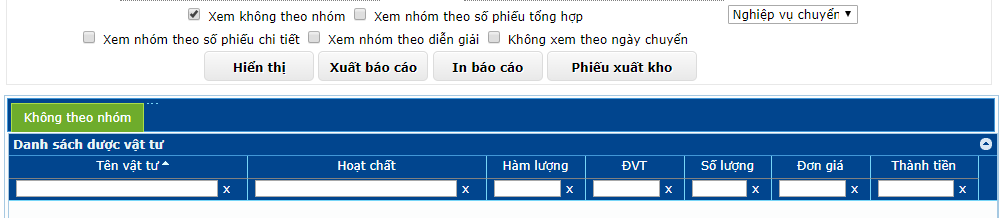 Xem không theo nhóm Xem nhóm theo số phiếu tổng hợp Nghiệp vụ chuyển
Xem nhóm theo số phiếu chi tiết Xem nhóm theo diễn giải Không xem theo ngày chuyển
Hiển thị Xuất báo cáo In báo cáo Phiếu xuất kho
Không theo nhóm ...
Danh sách dược vật tư
Tên vật tư Hoạt chất Hàm lượng ĐVT Số lượng Đơn giá Thành tiền
x x x x x x x